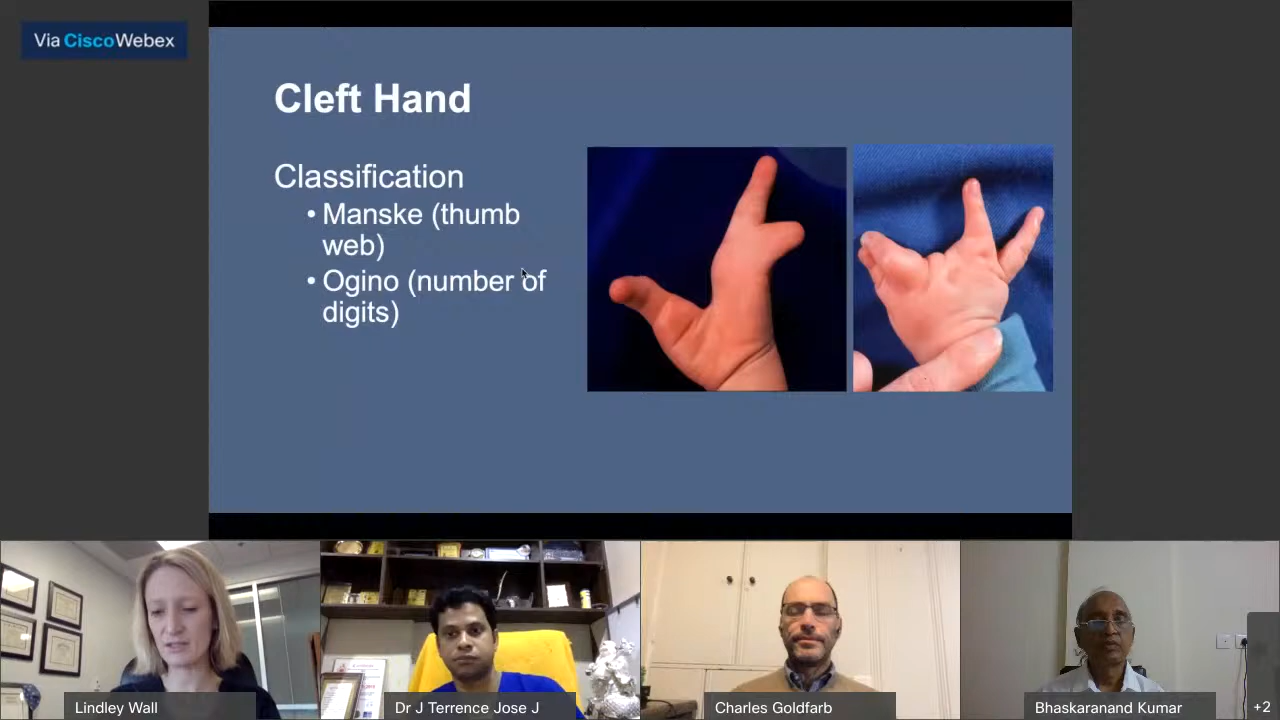 Via CiscoWebex
Cleft Hand
Classification
• Manske (thumb
web)
• Ogino (number of
digits)
Lindley Wall
Dr J Terrence Jose J
Charles Goldfarb
Bhaskaranand Kumar
+2